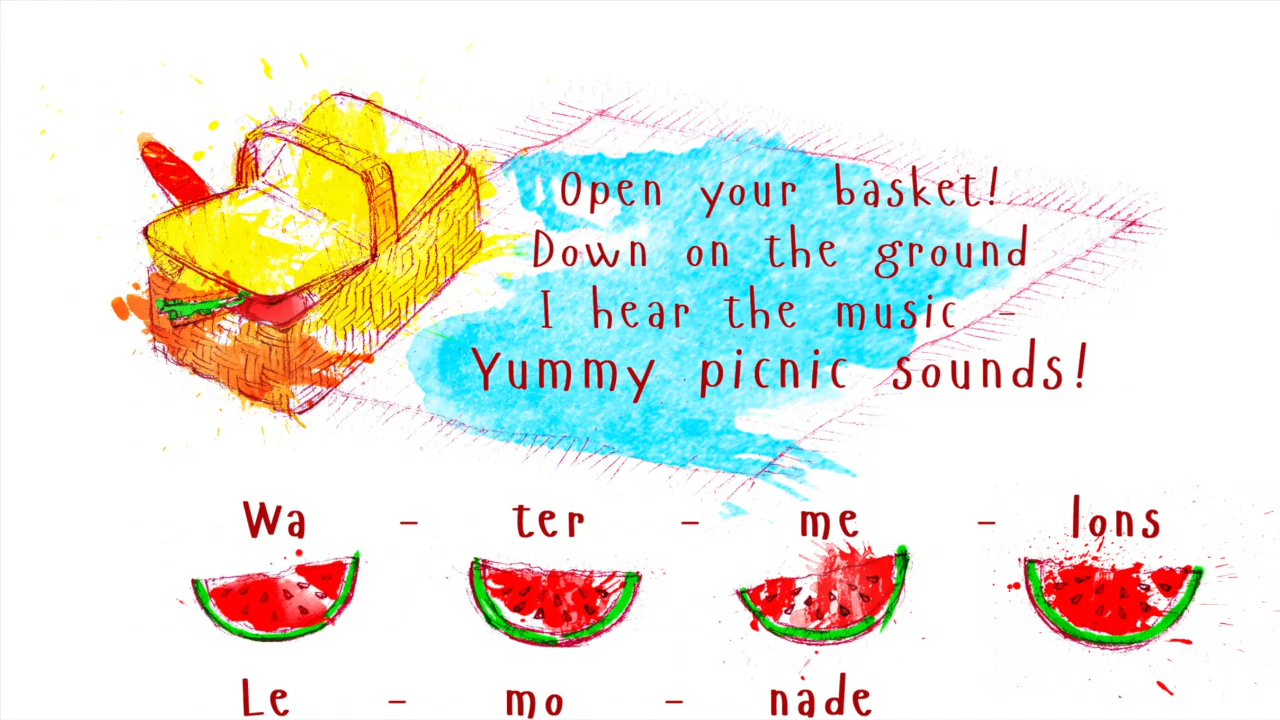 Open your basket!
Down on the ground
I hear the music -
Yummy picnic sounds!
Wa - ter - me - lons
Le - mo - nade